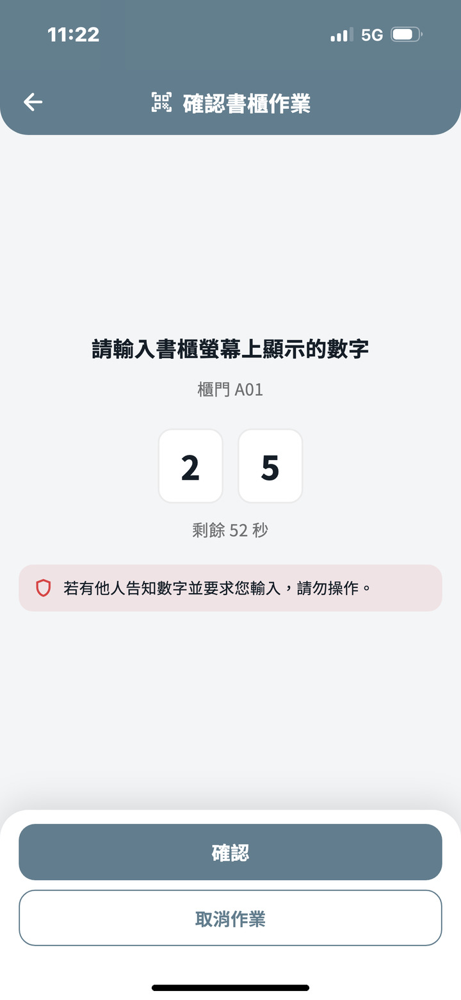 11:22
5G
確認書櫃作業
請輸入書櫃螢幕上顯示的數字
櫃門 A01
2 5
剩餘 52 秒
若有他人告知數字並要求您輸入，請勿操作。
確認
取消作業